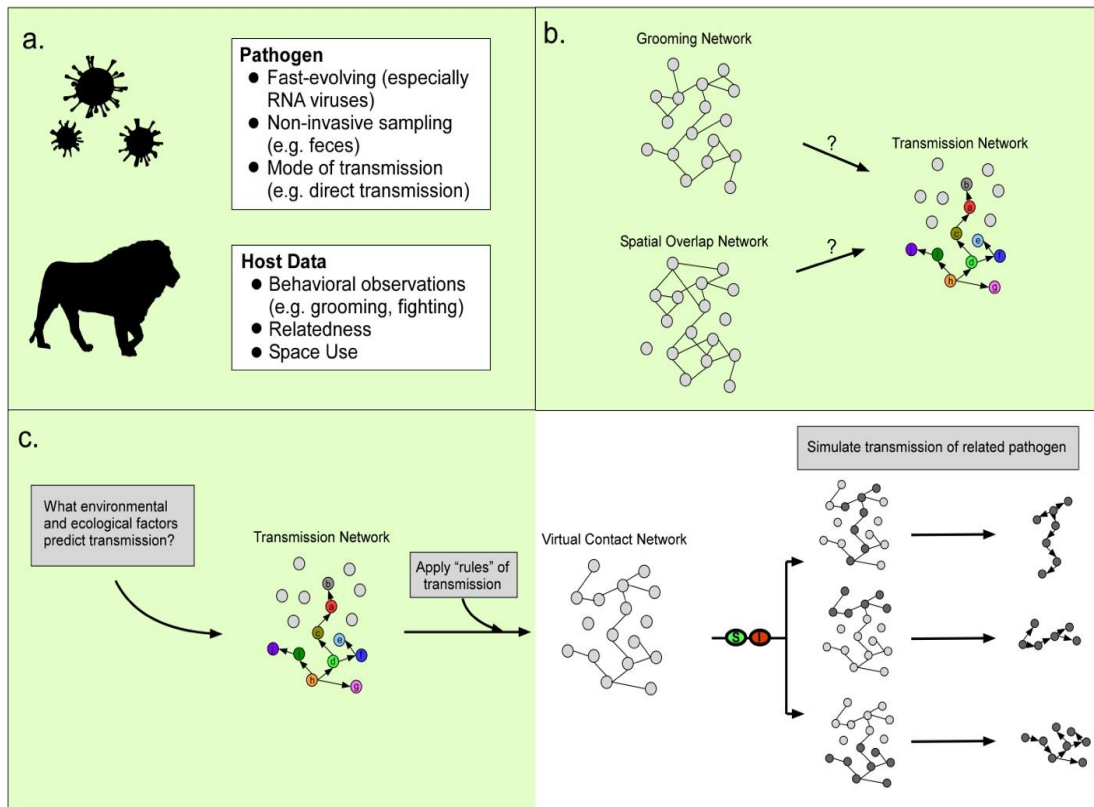 a.
Pathogen
● Fast-evolving (especially
RNA viruses)
● Non-invasive sampling
(e.g. feces)
● Mode of transmission
(e.g. direct transmission)
Host Data
● Behavioral observations
(e.g. grooming, fighting)
● Relatedness
● Space Use
b.
Grooming Network
?
Spatial Overlap Network
?
Transmission Network
b
a
c
e
d
f
h
g
c.
What environmental
and ecological factors
predict transmission?
Transmission Network
b
a
c
e
d
f
h
g
Apply “rules” of
transmission
Virtual Contact Network
S
I
Simulate transmission of related pathogen